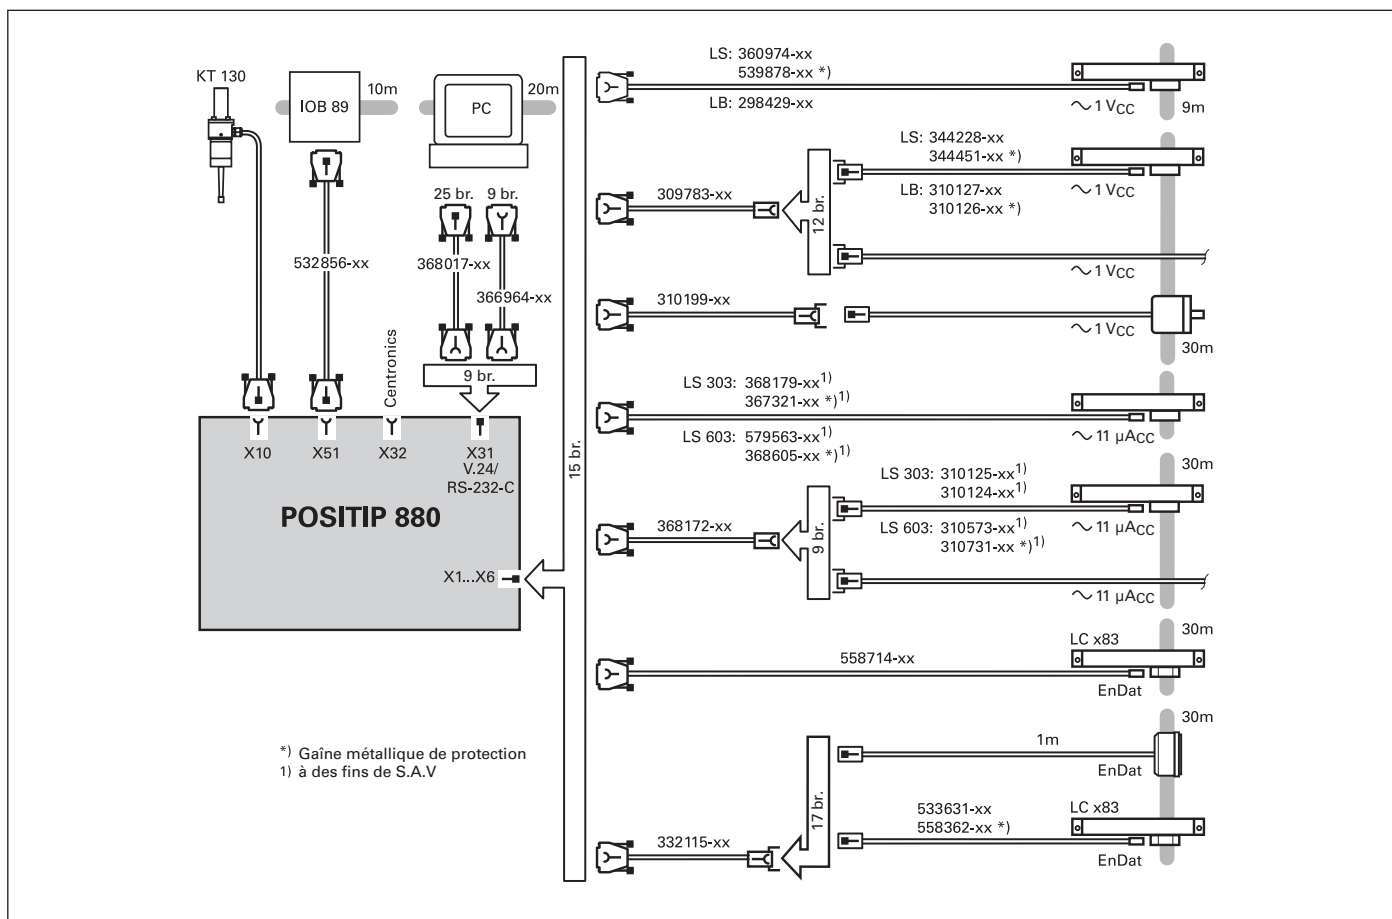 KT 130
IOB 89
10m
PC
20m
25 br.
9 br.
532856-xx
368017-xx
366964-xx
Centronics
9 br.
X10
X51
X32
X31
V.24/
RS-232-C
POSITIP 880
X1...X6
15 br.
*) Gaîne métallique de protection
1) à des fins de S.A.V
LS: 360974-xx
539878-xx *)
LB: 298429-xx
~ 1 VCC
9m
309783-xx
12 br.
LS: 344228-xx
344451-xx *)
LB: 310127-xx
310126-xx *)
~ 1 VCC
~ 1 VCC
310199-xx
~ 1 VCC
30m
LS 303: 368179-xx1)
367321-xx *)1)
LS 603: 579563-xx1)
368605-xx *)1)
~ 11 µACC
30m
368172-xx
9 br.
LS 303: 310125-xx1)
310124-xx1)
LS 603: 310573-xx1)
310731-xx *)1)
~ 11 µACC
~ 11 µACC
30m
558714-xx
LC x83
EnDat
30m
1m
EnDat
17 br.
332115-xx
533631-xx
558362-xx *)
LC x83
EnDat